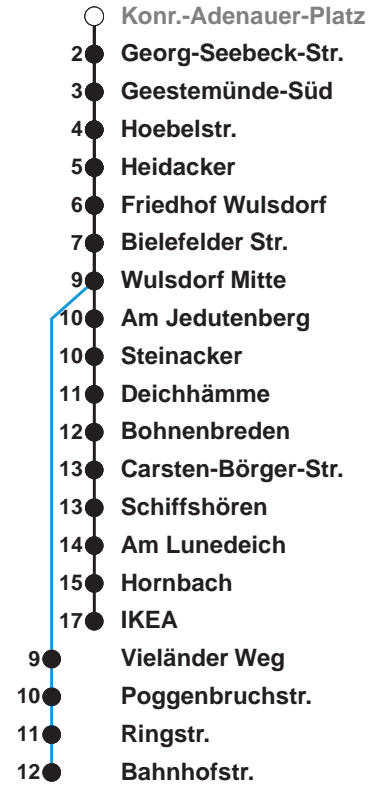 Konr.-Adenauer-Platz
2 Georg-Seebeck-Str.
3 Geestemünde-Süd
4 Hoebelstr.
5 Heidacker
6 Friedhof Wulsdorf
7 Bielefelder Str.
9 Wulsdorf Mitte
10 Am Jedutenberg
10 Steinacker
11 Deichhämme
12 Bohnenbreden
13 Carsten-Börger-Str.
13 Schiffshören
14 Am Lunedeich
15 Hornbach
17 IKEA
9 Vieländer Weg
10 Poggenbruchstr.
11 Ringstr.
12 Bahnhofstr.